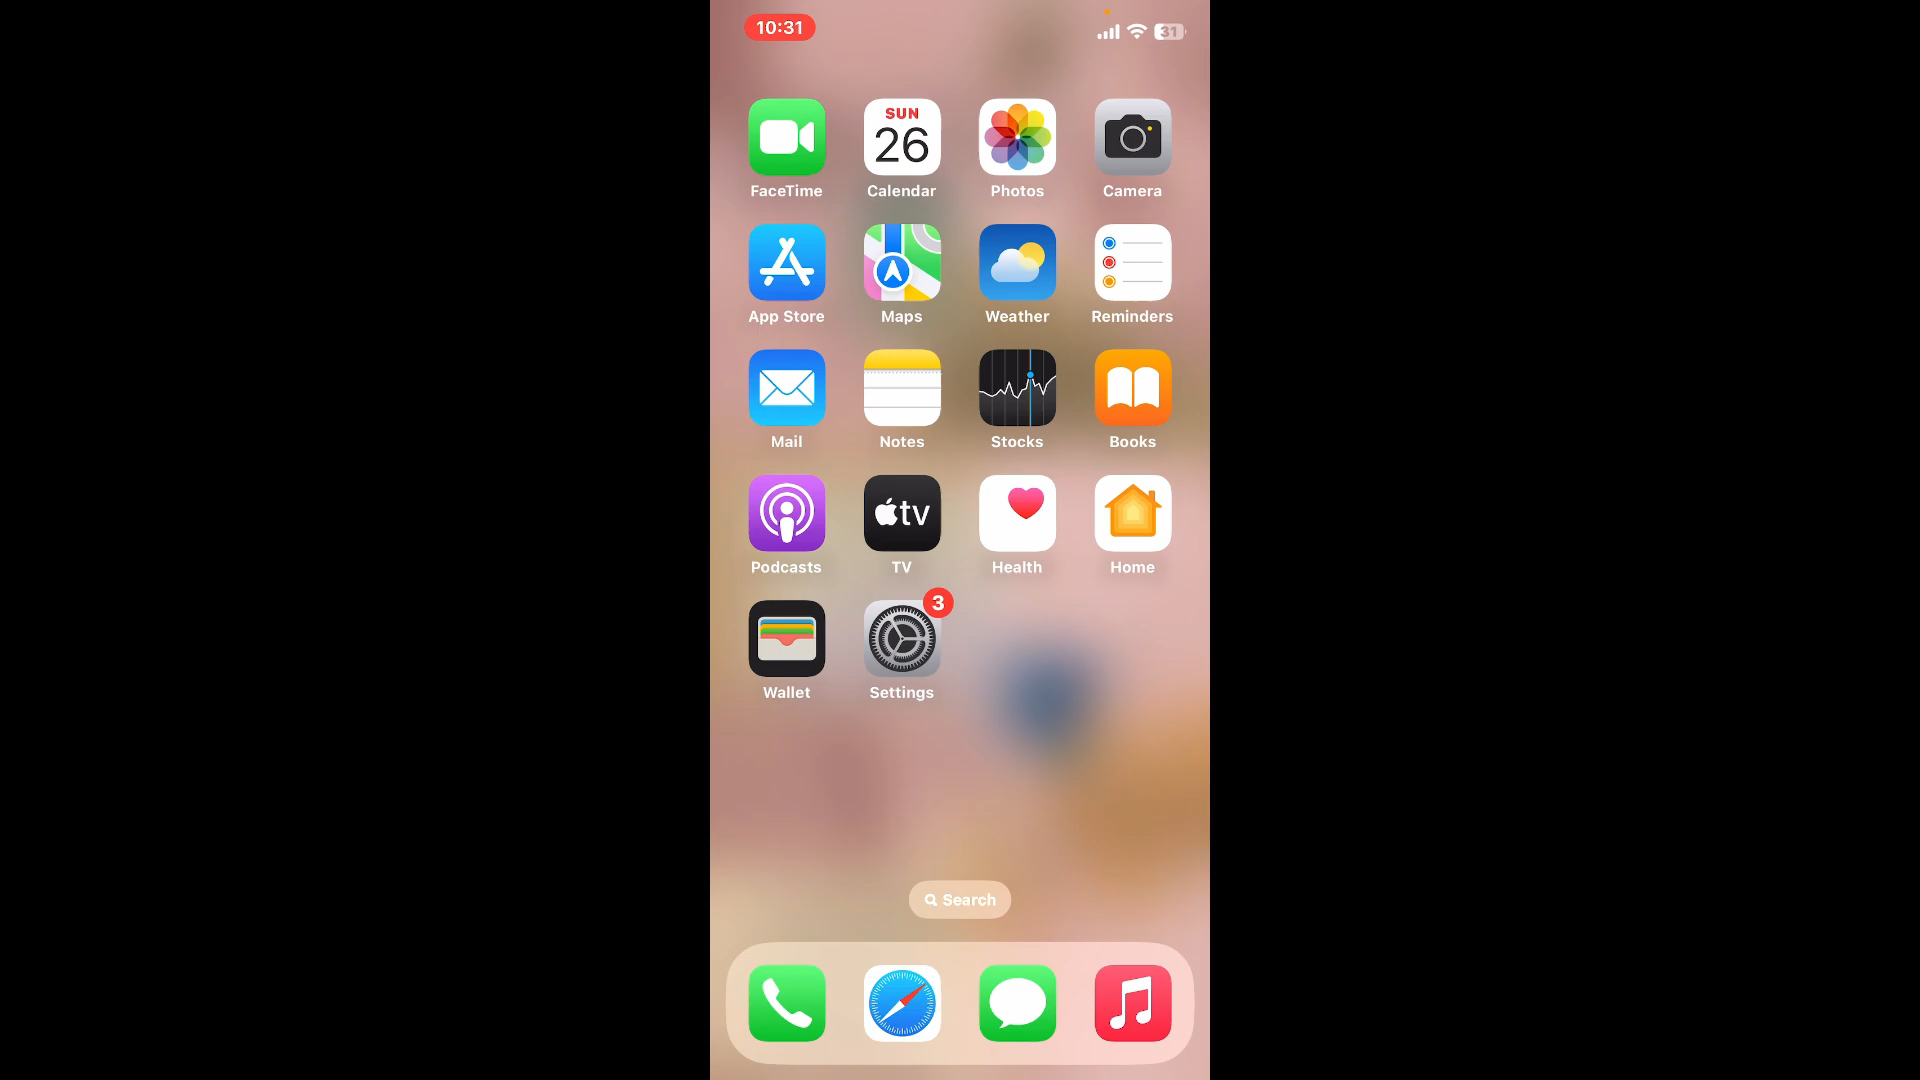 10:31
31
SUN
26
FaceTime Calendar Photos Camera
App Store Maps Weather Reminders
Mail Notes Stocks Books
tv
Podcasts TV Health Home
3
Wallet Settings
Search